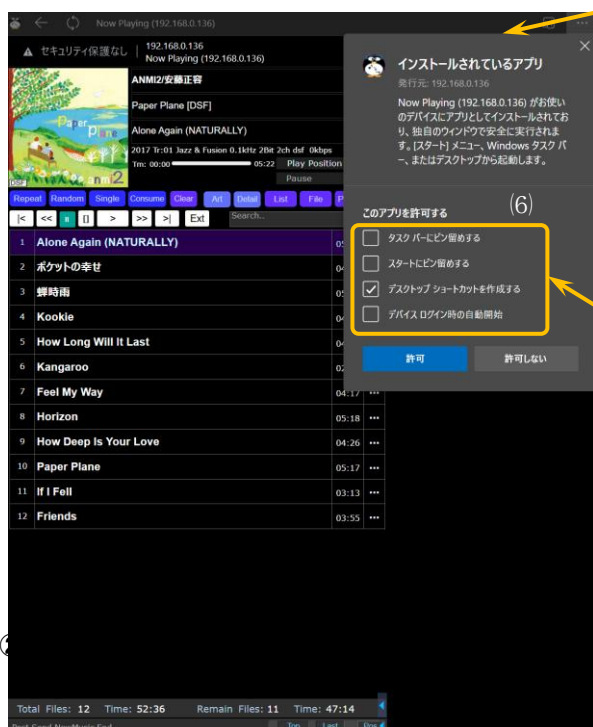 Now Playing (192.168.0.136)
セキュリティ保護なし
192.168.0.136
Now Playing (192.168.0.136)
Paper Plane
anmi2
DSF
ANMI2/安藤正容
Paper Plane [DSF]
Alone Again (NATURALLY)
2017 Tr:01 Jazz & Fusion 0.1kHz 2Bit 2ch dsf 0kbps
Tm: 00:00 05:22 Play Position
Pause
Repeat Random Single Consume Clear Art Detail List File P
|< << II [] > >> >| Ext Search..
1 Alone Again (NATURALLY)
2 ポケットの幸せ
3 蝉時雨
4 Kookie
5 How Long Will It Last
6 Kangaroo
7 Feel My Way 04:17 ...
8 Horizon 05:18 ...
9 How Deep Is Your Love 04:26 ...
10 Paper Plane 05:17 ...
11 If I Fell 03:13 ...
12 Friends 03:55 ...
Total Files: 12 Time: 52:36 Remain Files: 11 Time: 47:14
Top Last
インストールされているアプリ
発行元: 192.168.0.136
Now Playing (192.168.0.136) がお使い
のデバイスにアプリとしてインストールされてお
り、独自のウィンドウで安全に実行されま
す。[スタート] メニュー、Windows タスク バ
ー、またはデスクトップから起動します。
このアプリを許可する
(6)
タスク バーにピン留めする
スタートにピン留めする
デスクトップ ショートカットを作成する
デバイス ログイン時の自動開始
許可 許可しない